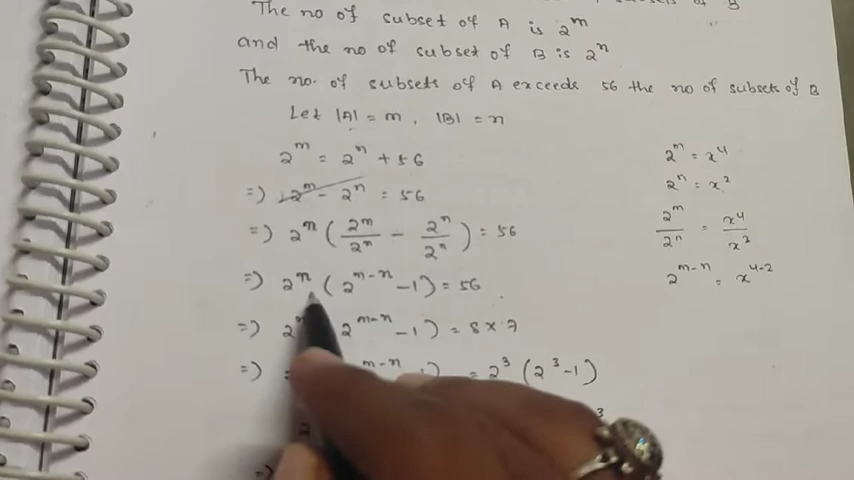 subsets of B
The no of subset of A is 2^m
and the no of subset of B is 2^n
The no. of subsets of A exceeds 56 the no of subsets of B
Let |A| = m, |B| = n
2^m = 2^n + 56
=) 2^m - 2^n = 56
=) 2^n (2^m/2^n - 2^n/2^n) = 56
=) 2^n (2^(m-n) - 1) = 56
=) 2 2^(m-n) - 1) = 8 × 7
=) m-n = 2^3 (2^3 - 1)
3
=)
2^m = x^4
2^n = x^2
2^m/2^n = x^4/x^2
2^(m-n) = x^(4-2)